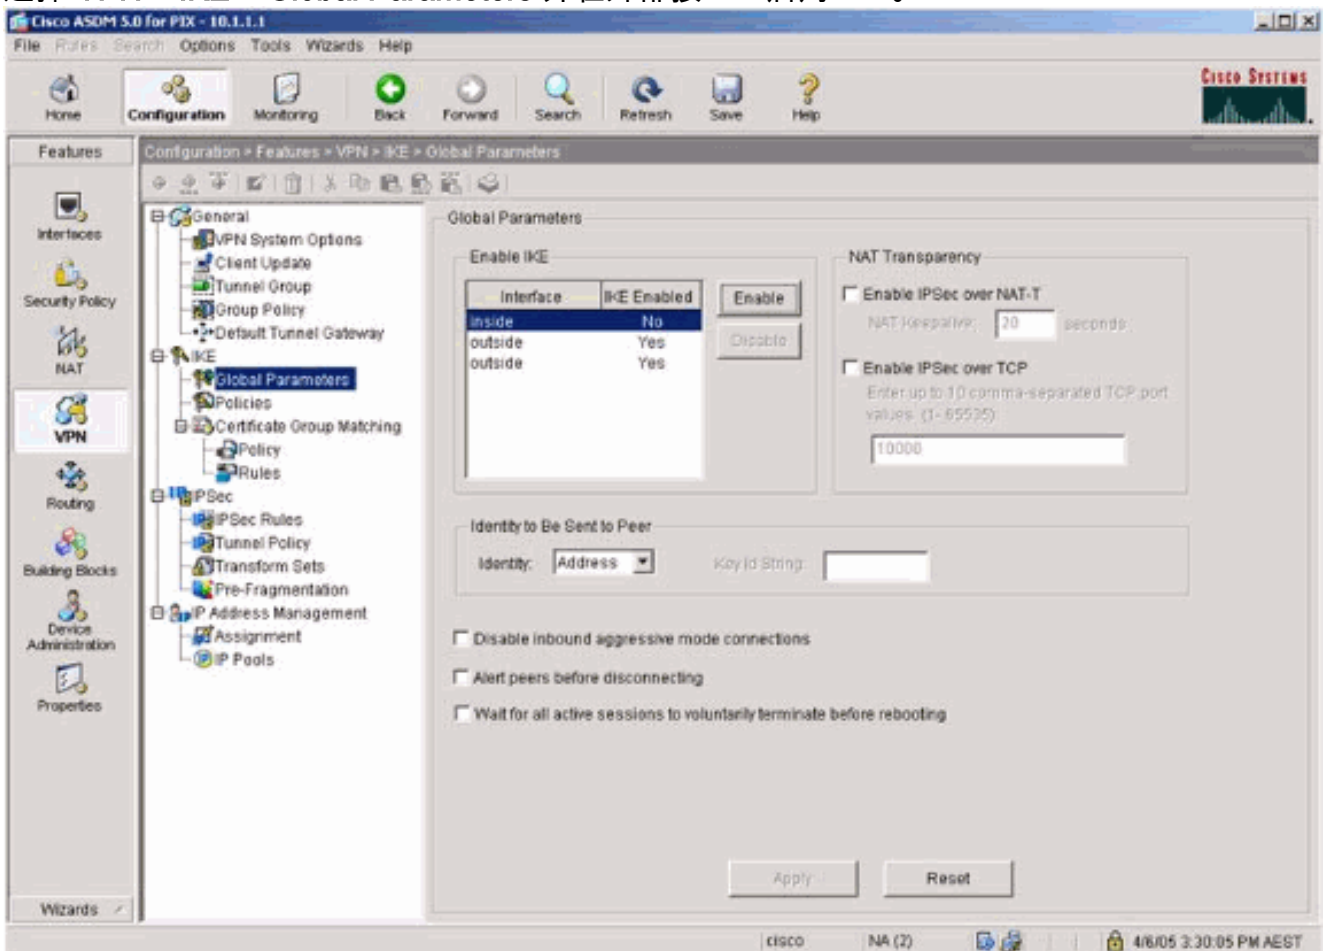 Cisco ASDM 5.0 for PIX - 10.1.1.1
File Rules Search Options Tools Wizards Help
Home Configuration Monitoring Back Forward Search Refresh Save Help
CISCO SYSTEMS
Features
Configuration > Features > VPN > IKE > Global Parameters
Interfaces
Security Policy
NAT
VPN
Routing
Building Blocks
Device Administration
Properties
Wizards
General
VPN System Options
Client Update
Tunnel Group
Group Policy
Default Tunnel Gateway
IKE
Global Parameters
Policies
Certificate Group Matching
Policy
Rules
IPSec
IPSec Rules
Tunnel Policy
Transform Sets
Pre-Fragmentation
IP Address Management
Assignment
IP Pools
Global Parameters
Enable IKE
Interface IKE Enabled
inside No
outside Yes
outside Yes
Enable
Disable
NAT Transparency
Enable IPSec over NAT-T
NAT Keepalive: 20 seconds
Enable IPSec over TCP
Enter up to 10 comma-separated TCP port
values (1-65535):
10000
Identity to Be Sent to Peer
Identity: Address Key Id String:
Disable inbound aggressive mode connections
Alert peers before disconnecting
Wait for all active sessions to voluntarily terminate before rebooting
Apply Reset
cisco NA (2) 4/6/05 3:30:05 PM AEST